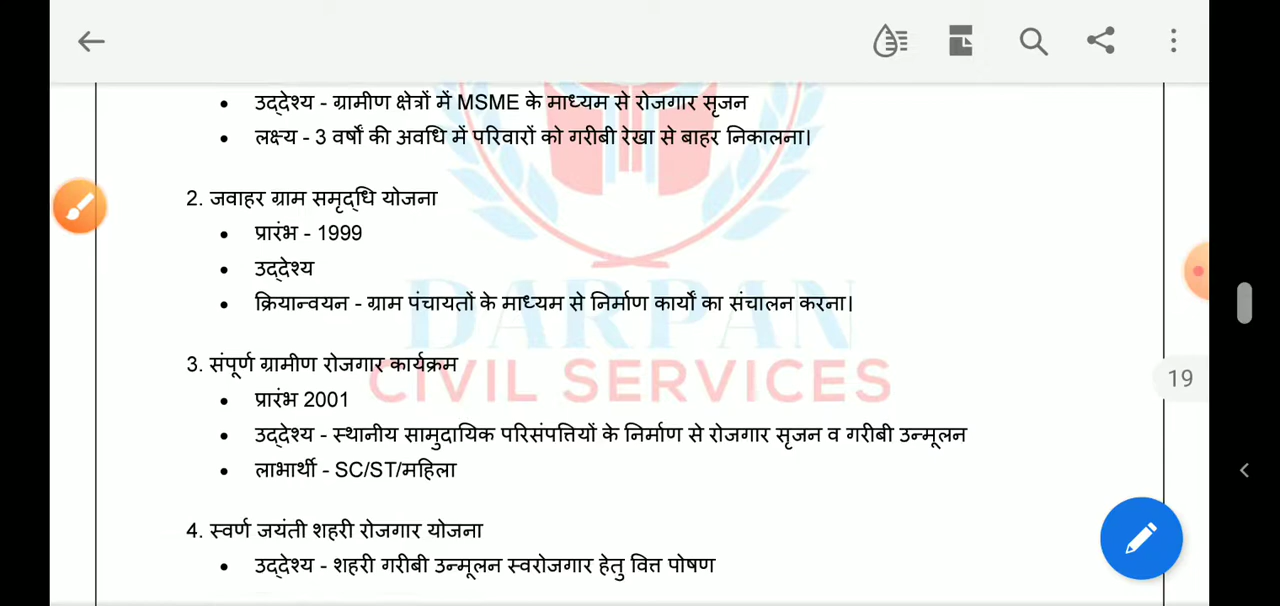 • उद्देश्य - ग्रामीण क्षेत्रों में MSME के माध्यम से रोजगार सृजन
• लक्ष्य - 3 वर्षों की अवधि में परिवारों को गरीबी रेखा से बाहर निकालना।
2. जवाहर ग्राम समृद्धि योजना
• प्रारंभ - 1999
• उद्देश्य
• क्रियान्वयन - ग्राम पंचायतों के माध्यम से निर्माण कार्यों का संचालन करना।
DARPAN
3. संपूर्ण ग्रामीण रोजगार कार्यक्रम
CIVIL SERVICES
19
• प्रारंभ 2001
• उद्देश्य - स्थानीय सामुदायिक परिसंपत्तियों के निर्माण से रोजगार सृजन व गरीबी उन्मूलन
• लाभार्थी - SC/ST/महिला
4. स्वर्ण जयंती शहरी रोजगार योजना
• उद्देश्य - शहरी गरीबी उन्मूलन स्वरोजगार हेतु वित्त पोषण